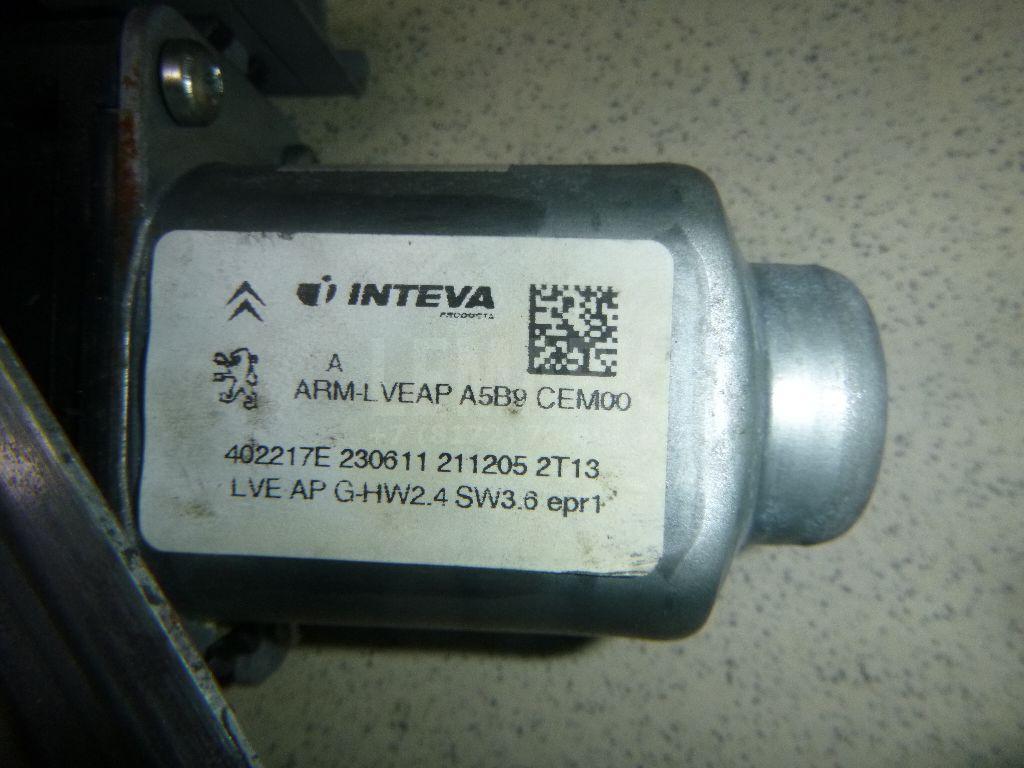 INTEVA
PRODUCTS
A
ARM-LVEAP A5B9 CEM00
402217E 230611 211205 2T13
LVE AP G-HW2.4 SW3.6 epr1